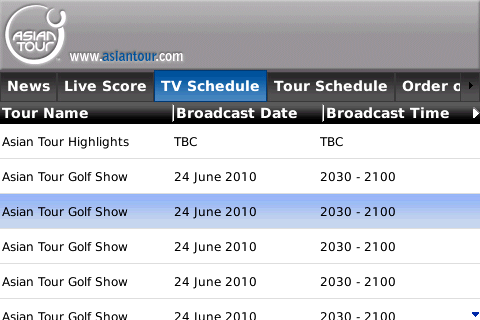 ASIAN
TOUR
www.asiantour.com
News Live Score TV Schedule Tour Schedule Order o
Tour Name Broadcast Date Broadcast Time
Asian Tour Highlights TBC TBC
Asian Tour Golf Show 24 June 2010 2030 - 2100
Asian Tour Golf Show 24 June 2010 2030 - 2100
Asian Tour Golf Show 24 June 2010 2030 - 2100
Asian Tour Golf Show 24 June 2010 2030 - 2100
Asian Tour Golf Show 24 June 2010 2030 - 2100